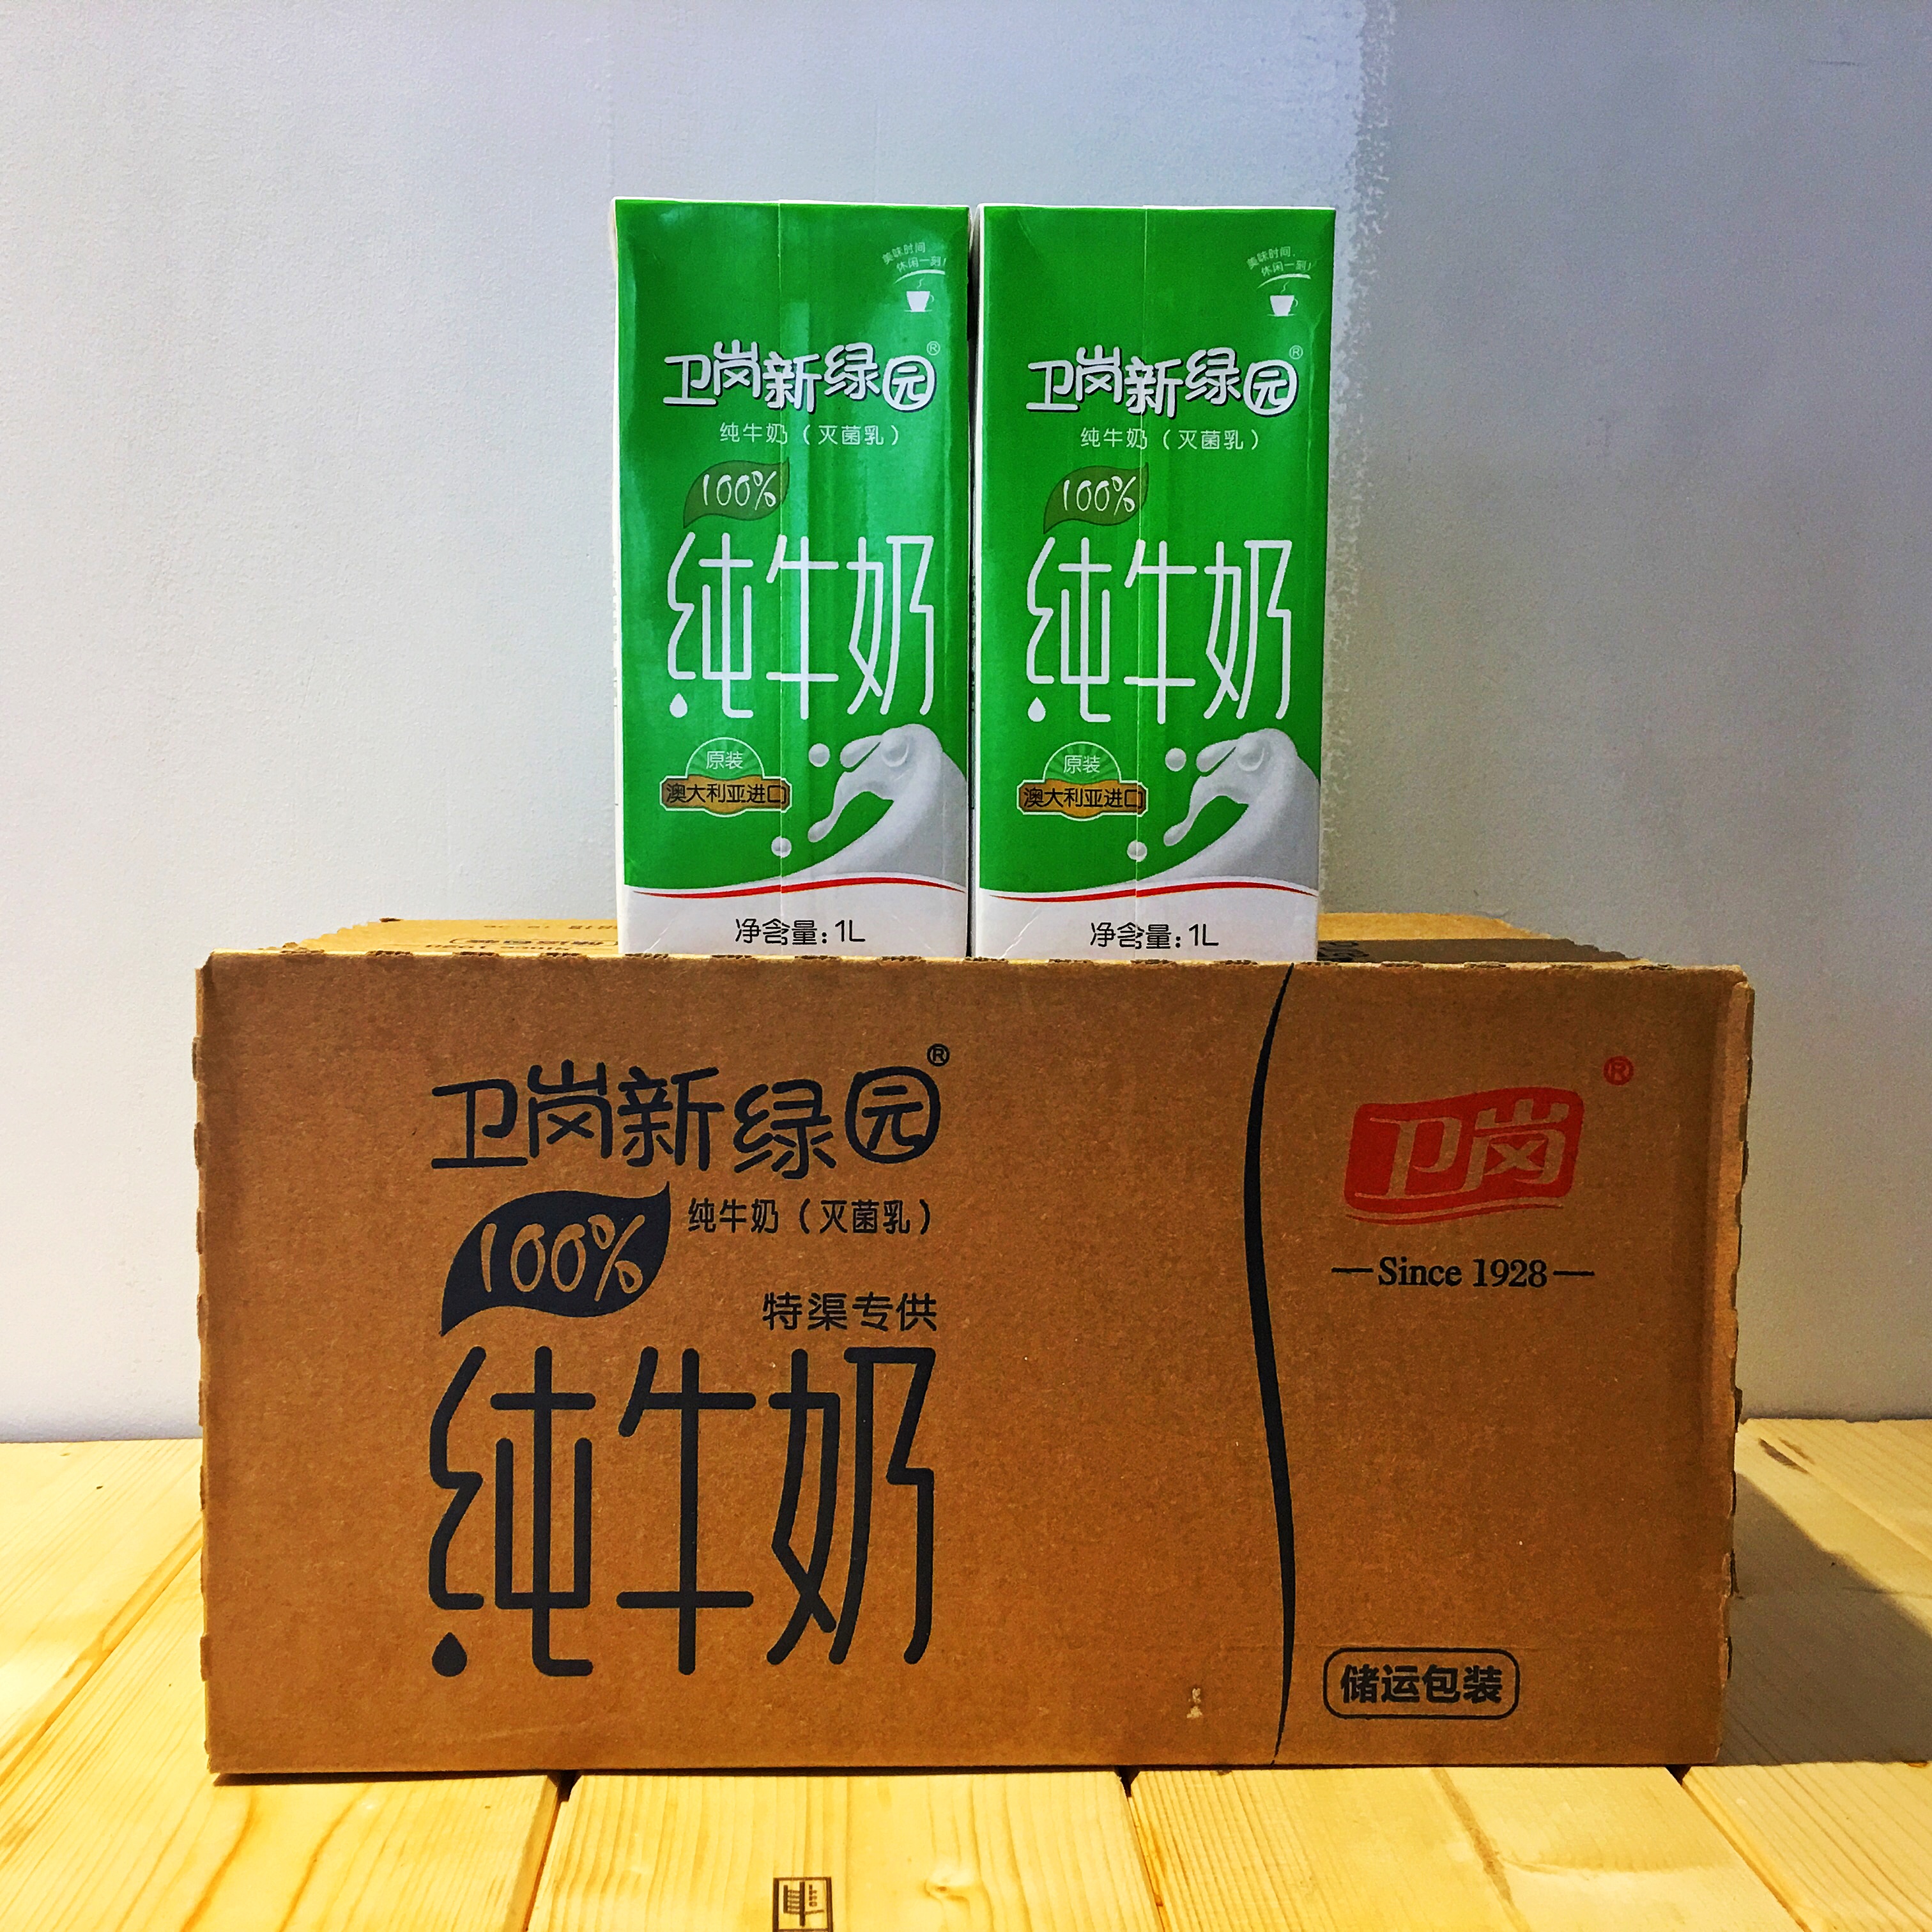 美味时间,
休闲一刻!
卫岗新绿园®
纯牛奶（灭菌乳）
100%
纯牛奶
原装
澳大利亚进口
净含量：1L
美味时间,
休闲一刻!
卫岗新绿园®
纯牛奶（灭菌乳）
100%
纯牛奶
原装
澳大利亚进口
净含量：1L
卫岗新绿园®
100%
纯牛奶（灭菌乳）
特渠专供
纯牛奶
卫岗®
Since 1928
储运包装